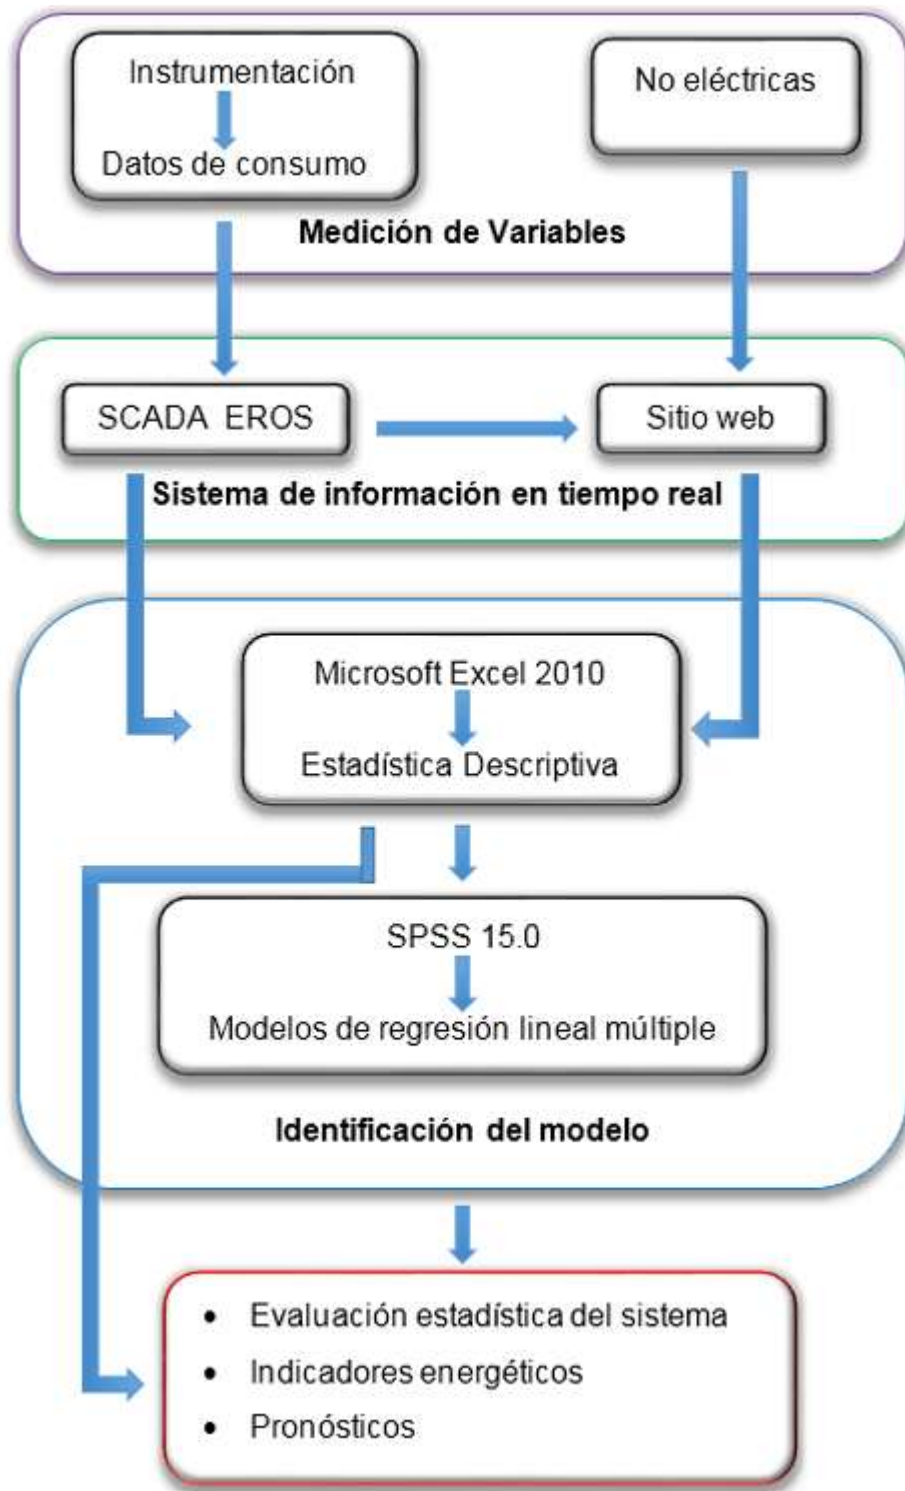 Instrumentación
No eléctricas
Datos de consumo
Medición de Variables
SCADA EROS
Sitio web
Sistema de información en tiempo real
Microsoft Excel 2010
Estadística Descriptiva
SPSS 15.0
Modelos de regresión lineal múltiple
Identificación del modelo
• Evaluación estadística del sistema
• Indicadores energéticos
• Pronósticos